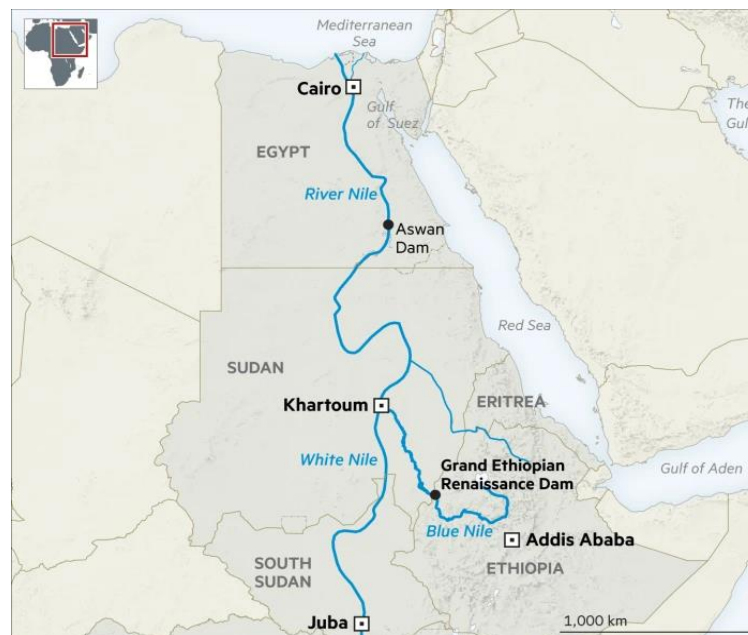 Mediterranean
Sea
Cairo
Gulf
of Suez
The
Gul
EGYPT
River Nile
Aswan
Dam
Red Sea
SUDAN
Khartoum
ERITREA
White Nile
Grand Ethiopian
Renaissance Dam
Gulf of Aden
Blue Nile
Addis Ababa
SOUTH
SUDAN
ETHIOPIA
Juba
1,000 km